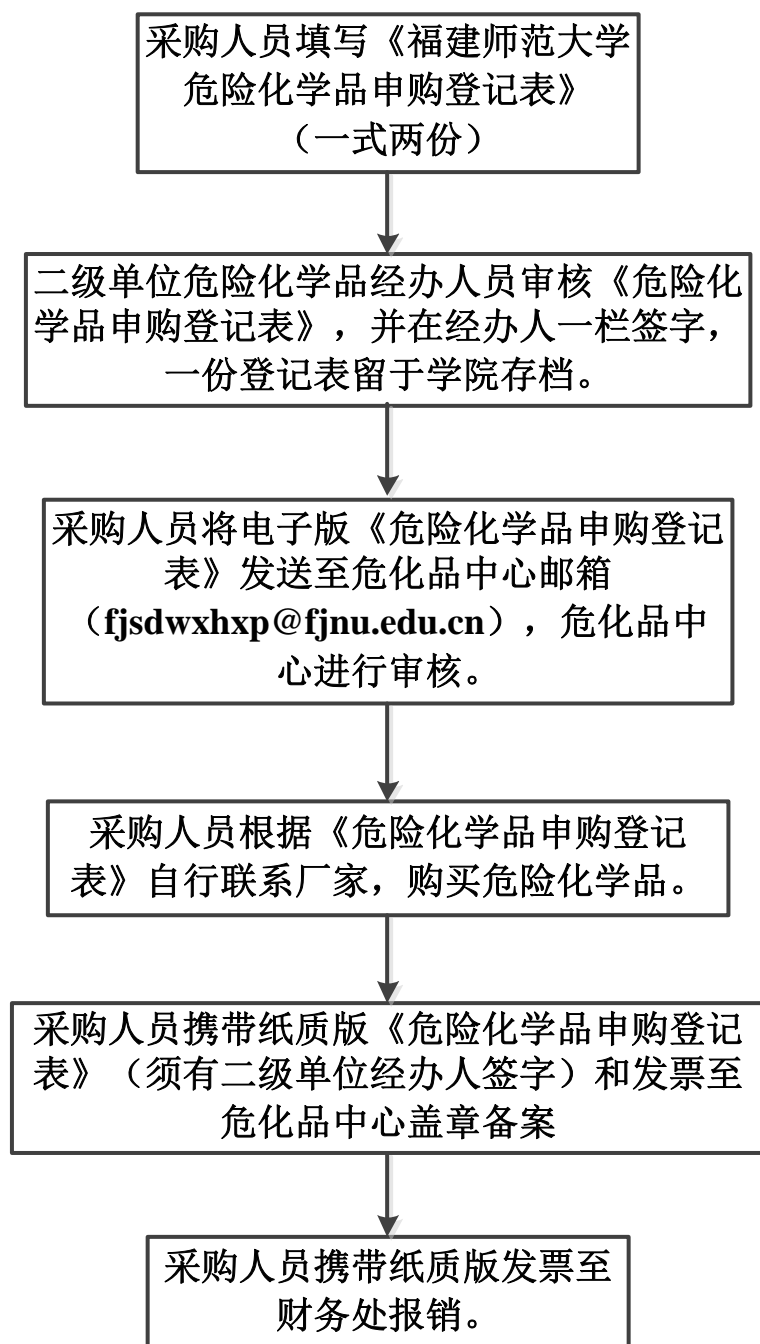 采购人员填写《福建师范大学
危险化学品申购登记表》
（一式两份）
二级单位危险化学品经办人员审核《危险化
学品申购登记表》，并在经办人一栏签字，
一份登记表留于学院存档。
采购人员将电子版《危险化学品申购登记
表》发送至危化品中心邮箱
（fjsdwxhxp@fjnu.edu.cn），危化品中
心进行审核。
采购人员根据《危险化学品申购登记
表》自行联系厂家，购买危险化学品。
采购人员携带纸质版《危险化学品申购登记
表》（须有二级单位经办人签字）和发票至
危化品中心盖章备案
采购人员携带纸质版发票至
财务处报销。